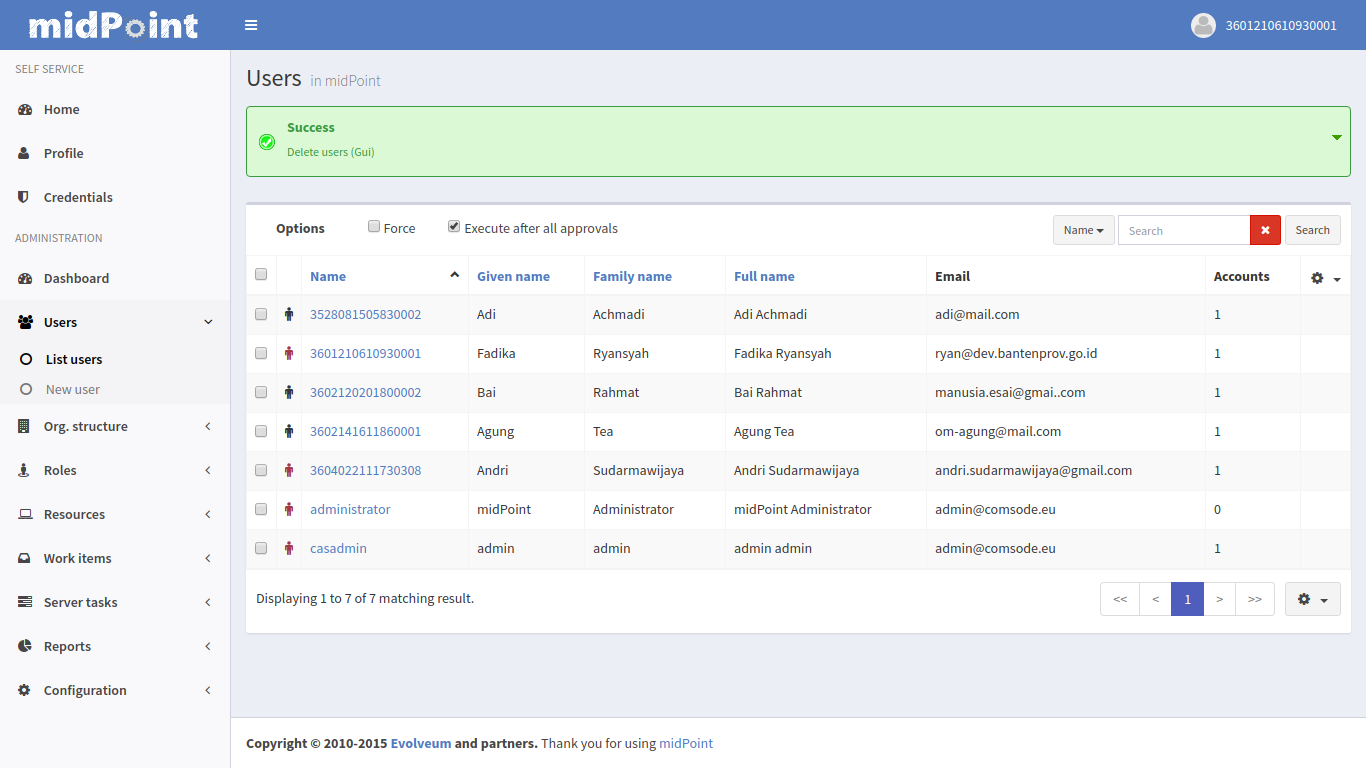 midPoint
3601210610930001
SELF SERVICE
Home
Profile
Credentials
ADMINISTRATION
Dashboard
Users
List users
New user
Org. structure
Roles
Resources
Work items
Server tasks
Reports
Configuration
Users in midPoint
Success
Delete users (Gui)
Options Force Execute after all approvals Name Search Search
Name Given name Family name Full name Email Accounts
3528081505830002 Adi Achmadi Adi Achmadi adi@mail.com 1
3601210610930001 Fadika Ryansyah Fadika Ryansyah ryan@dev.bantenprov.go.id 1
3602120201800002 Bai Rahmat Bai Rahmat manusia.esai@gmai..com 1
3602141611860001 Agung Tea Agung Tea om-agung@mail.com 1
3604022111730308 Andri Sudarmawijaya Andri Sudarmawijaya andri.sudarmawijaya@gmail.com 1
administrator midPoint Administrator midPoint Administrator admin@comsode.eu 0
casadmin admin admin admin admin admin@comsode.eu 1
Displaying 1 to 7 of 7 matching result. << < 1 > >>
Copyright © 2010-2015 Evolveum and partners. Thank you for using midPoint